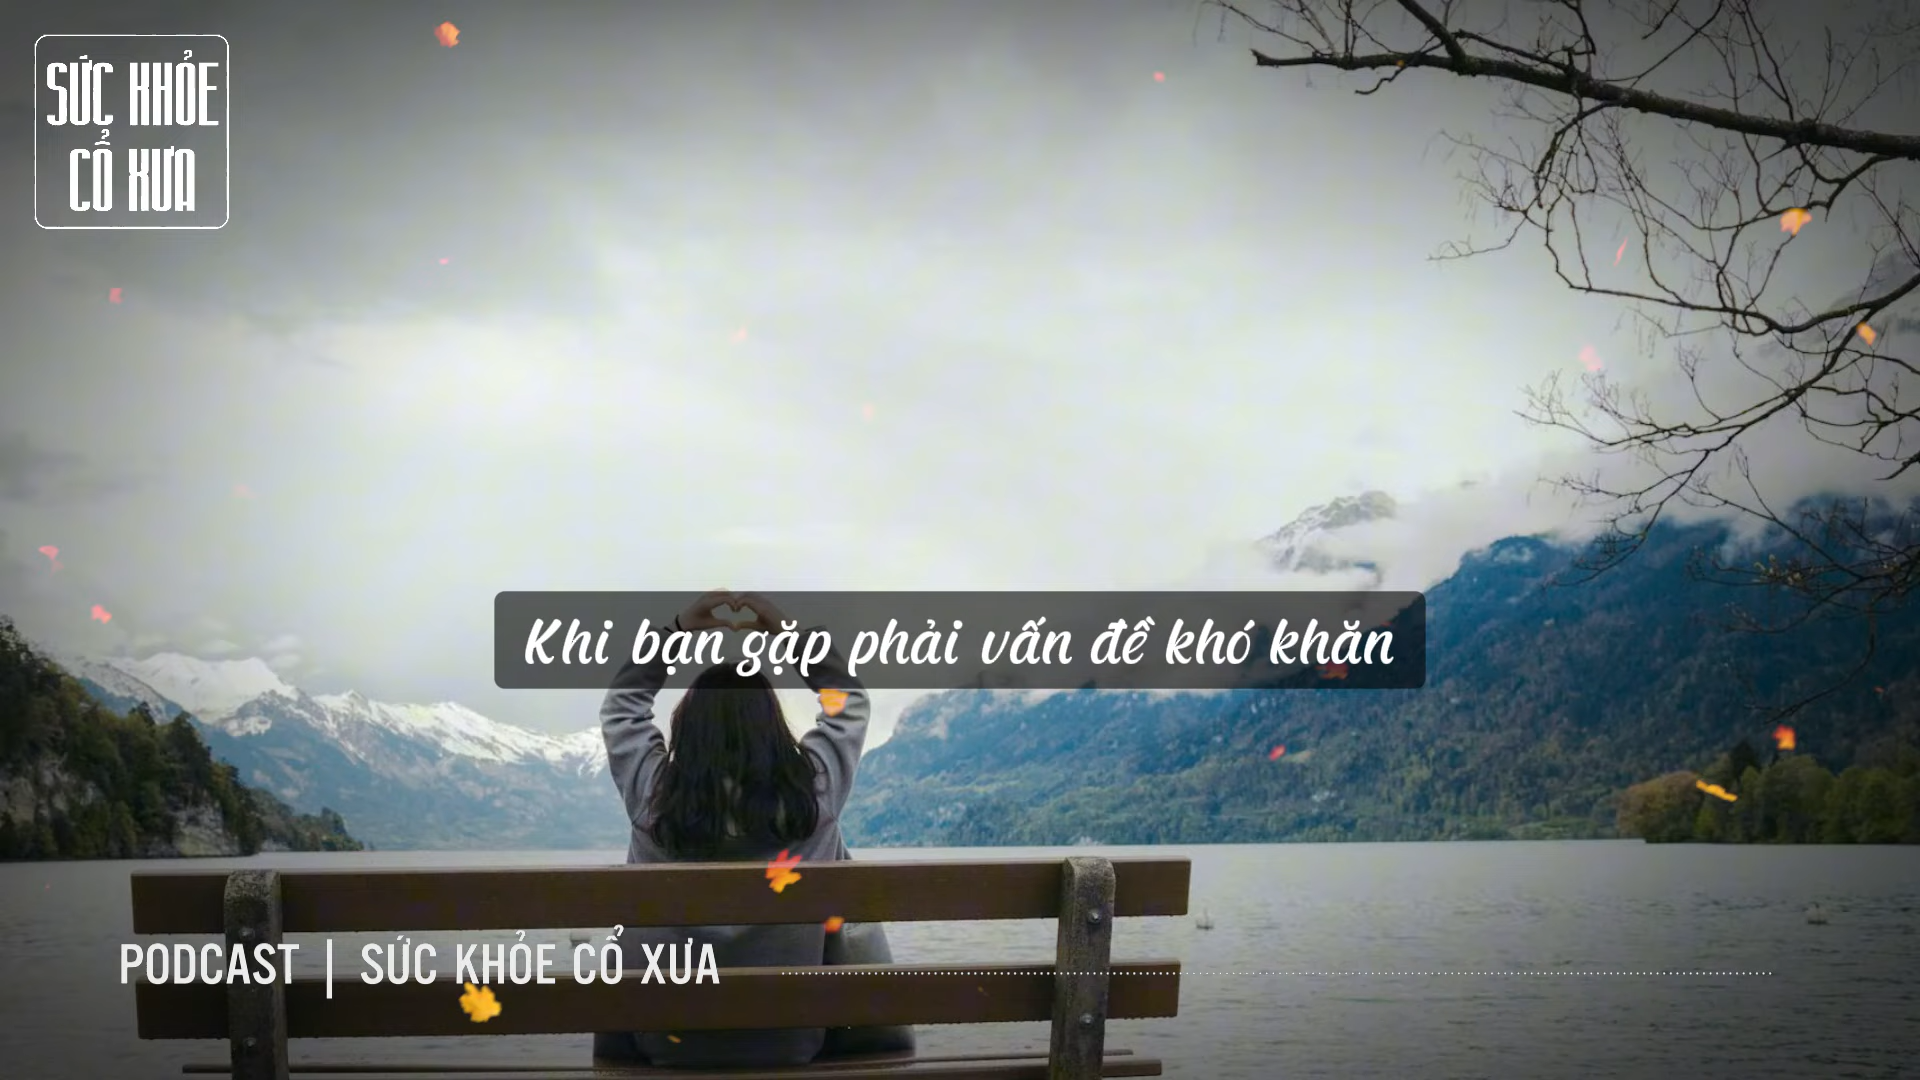 SỨC KHỎE
CỔ XƯA
Khi bạn gặp phải vấn đề khó khăn
PODCAST | SỨC KHỎE CỔ XƯA